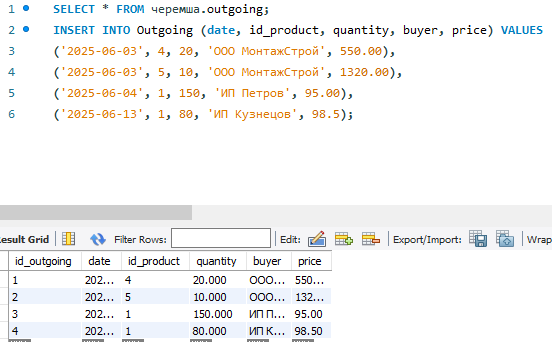 1 SELECT * FROM черемша.outgoing;
2 INSERT INTO Outgoing (date, id_product, quantity, buyer, price) VALUES
3 ('2025-06-03', 4, 20, 'ООО МонтажСтрой', 550.00),
4 ('2025-06-03', 5, 10, 'ООО МонтажСтрой', 1320.00),
5 ('2025-06-04', 1, 150, 'ИП Петров', 95.00),
6 ('2025-06-13', 1, 80, 'ИП Кузнецов', 98.5);
esult Grid Filter Rows: Edit: Export/Import: Wrap
id_outgoing date id_product quantity buyer price
1 202... 4 20.000 ООО... 550...
2 202... 5 10.000 ООО... 132...
3 202... 1 150.000 ИП П... 95.00
4 202... 1 80.000 ИП К... 98.50